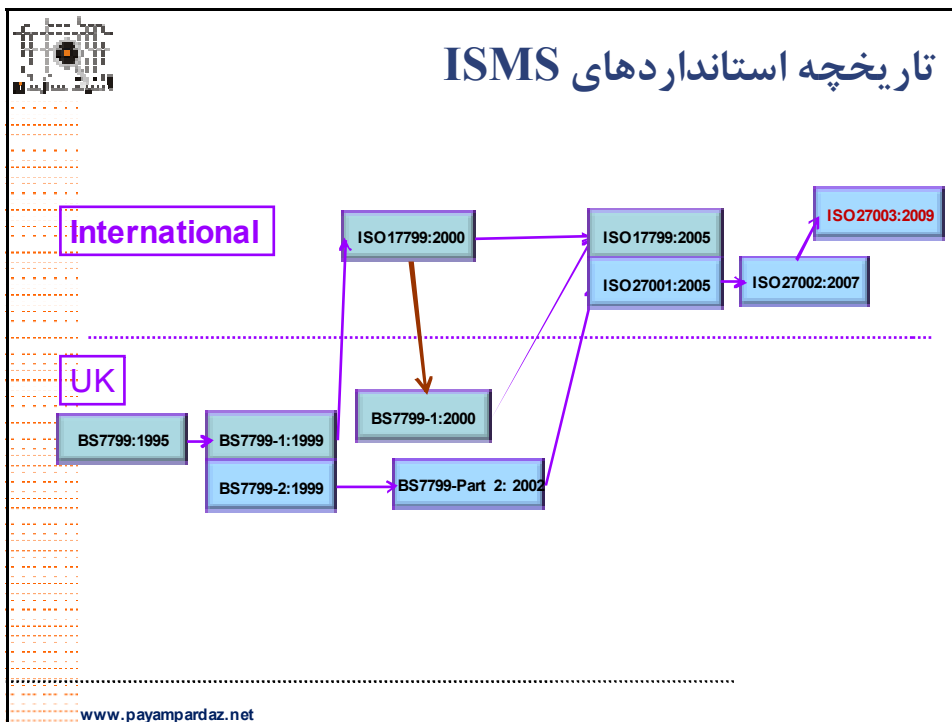 تاریخچه استانداردهای ISMS
ISO27003:2009
International
ISO17799:2000
ISO17799:2005
ISO27001:2005
ISO27002:2007
UK
BS7799-1:2000
BS7799:1995
BS7799-1:1999
BS7799-2:1999
BS7799-Part 2: 2002
www.payampardaz.net